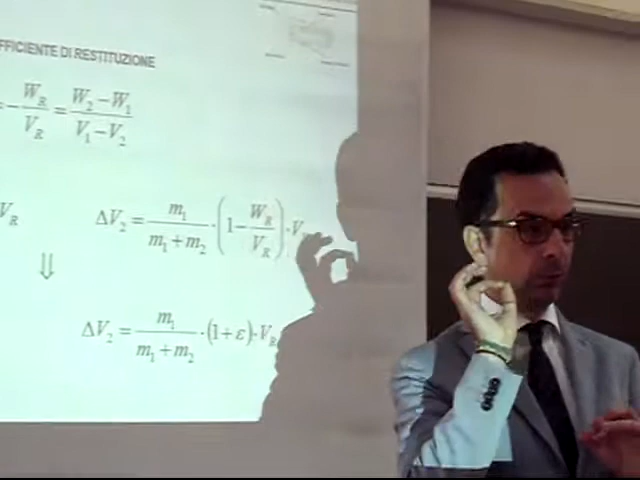 FFICIENTE DI RESTITUZIONE
- W_R / V_R = (W_2 - W_1) / (V_1 - V_2)
V_R ΔV_2 = m_1 / (m_1 + m_2) · (1 - W_R / V_R) · V
⇓
ΔV_2 = m_1 / (m_1 + m_2) · (1 + ε) · V_R